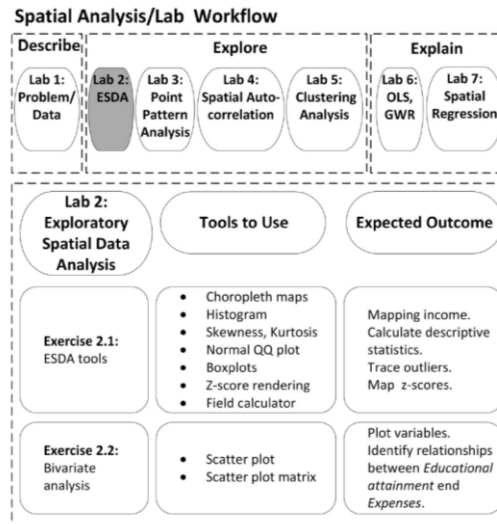 Spatial Analysis/Lab Workflow
Describe
Explore
Explain
Lab 1:
Problem/
Data
Lab 2:
ESDA
Lab 3:
Point
Pattern
Analysis
Lab 4:
Spatial Auto-
correlation
Lab 5:
Clustering
Analysis
Lab 6:
OLS,
GWR
Lab 7:
Spatial
Regression
Lab 2:
Exploratory
Spatial Data
Analysis
Tools to Use
Expected Outcome
Exercise 2.1:
ESDA tools
• Choropleth maps
• Histogram
• Skewness, Kurtosis
• Normal QQ plot
• Boxplots
• Z-score rendering
• Field calculator
Mapping income.
Calculate descriptive
statistics.
Trace outliers.
Map z-scores.
Exercise 2.2:
Bivariate
analysis
• Scatter plot
• Scatter plot matrix
Plot variables.
Identify relationships
between Educational
attainment end
Expenses.